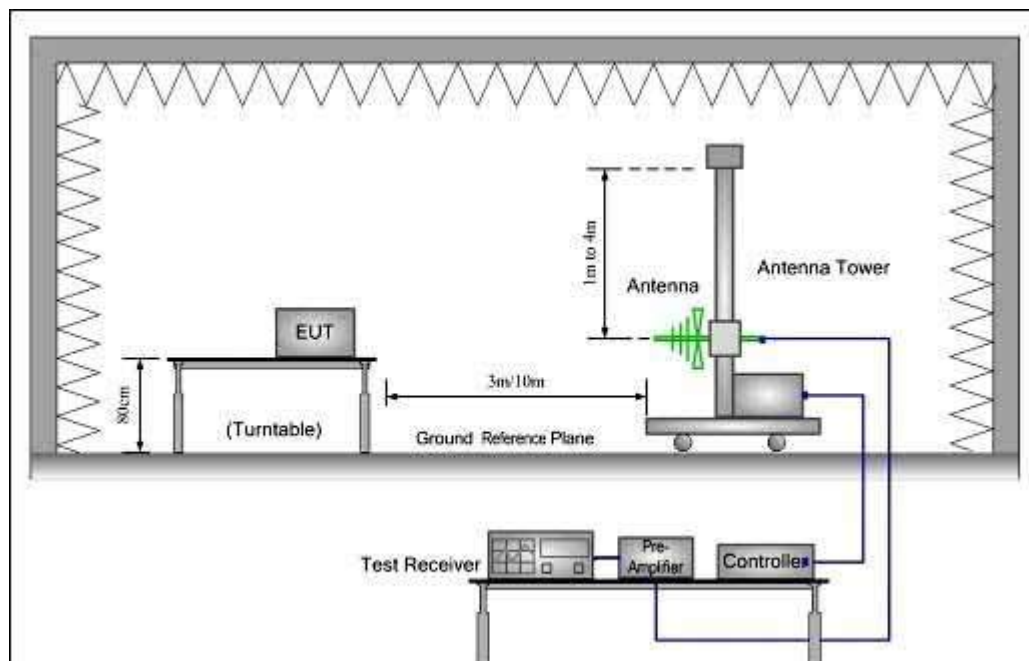 1m to 4m
Antenna Tower
Antenna
EUT
3m/10m
80cm
(Turntable)
Ground Reference Plane
Test Receiver
Pre-
Amplifier
Controller